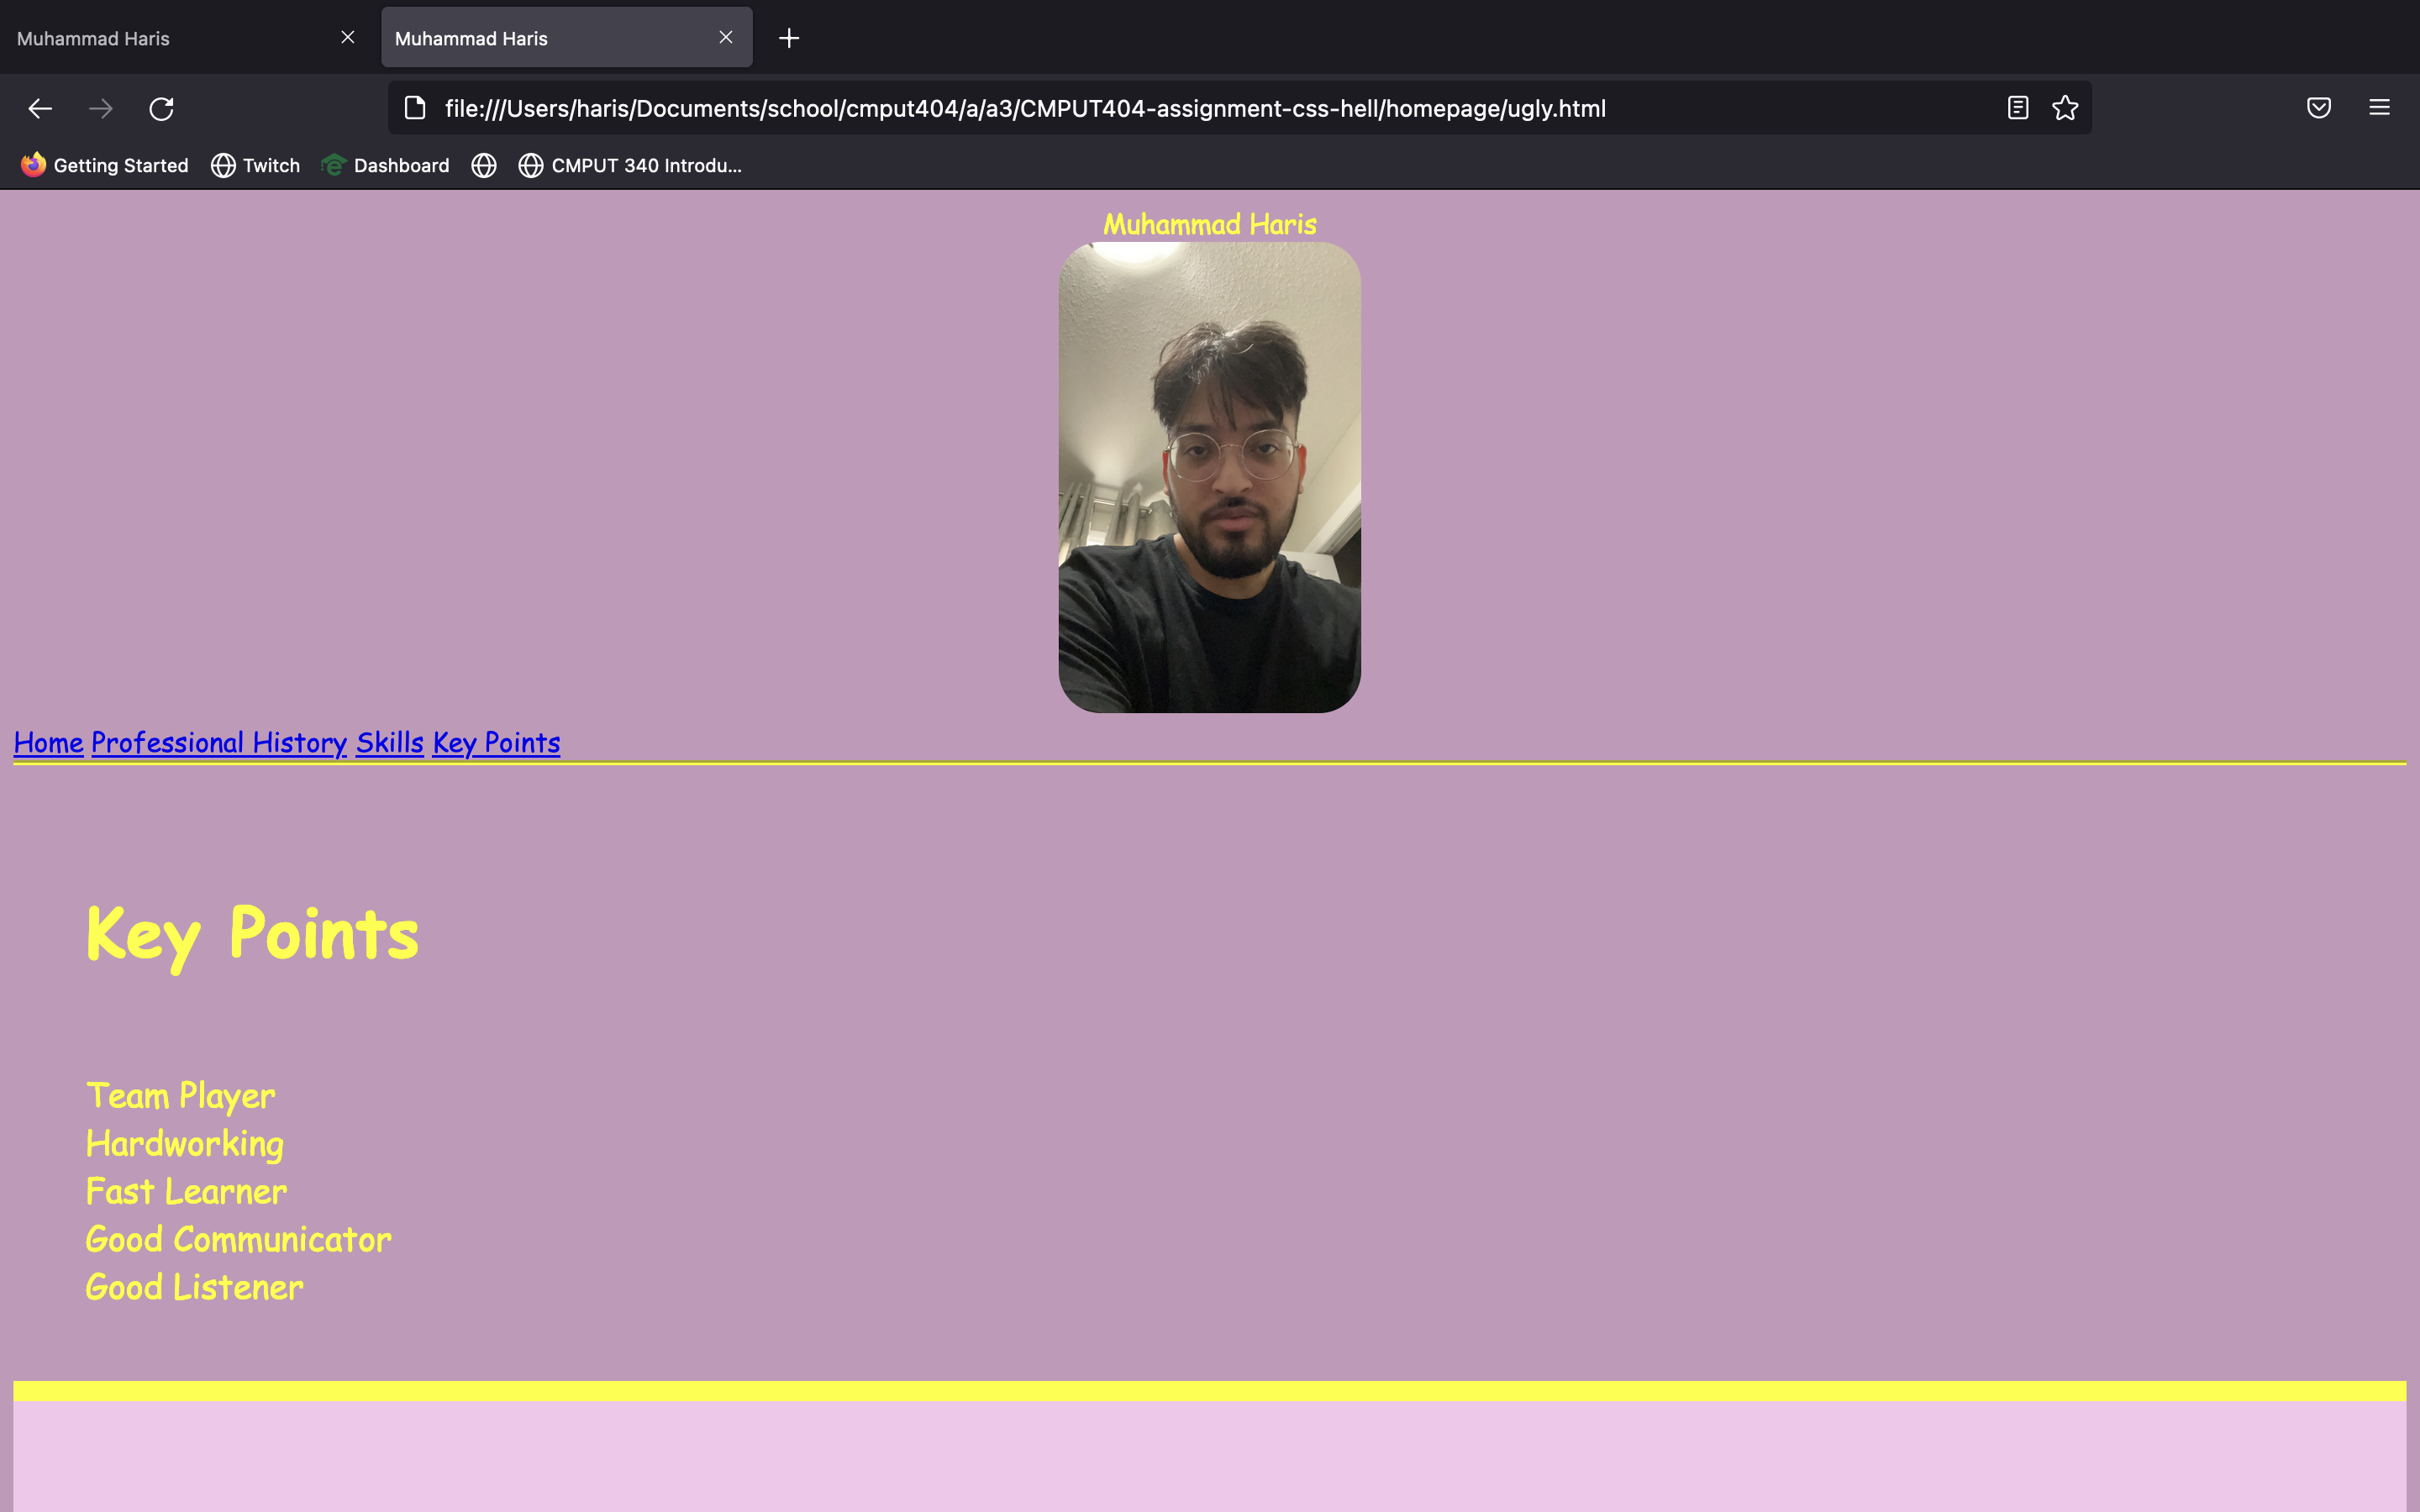 Muhammad Haris
Muhammad Haris
file:///Users/haris/Documents/school/cmput404/a/a3/CMPUT404-assignment-css-hell/homepage/ugly.html
Getting Started Twitch Dashboard CMPUT 340 Introdu...
Muhammad Haris
Home Professional History Skills Key Points
Key Points
Team Player
Hardworking
Fast Learner
Good Communicator
Good Listener